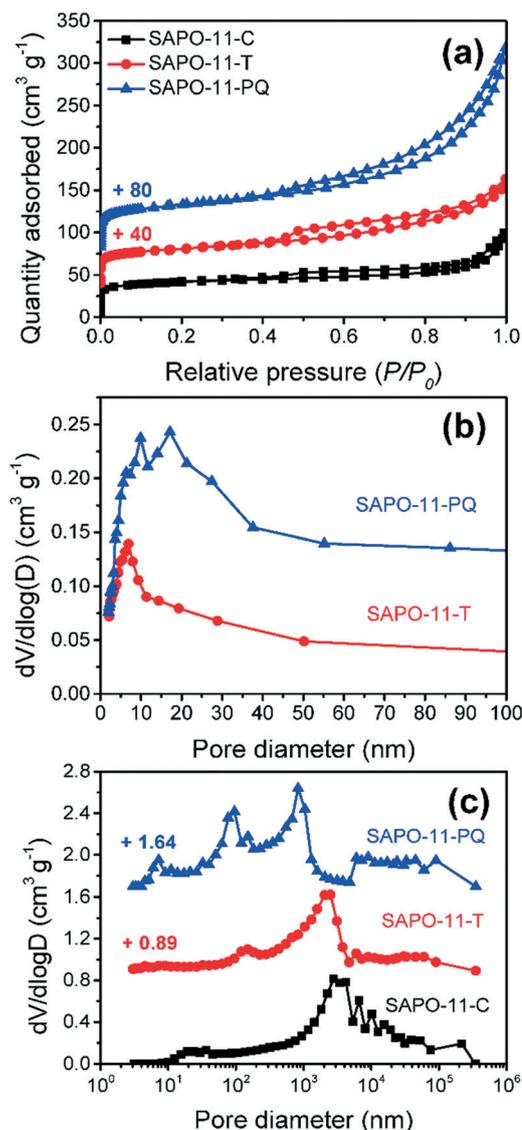 (a)
SAPO-11-C
SAPO-11-T
SAPO-11-PQ
+ 80
+ 40
350
300
250
200
150
100
50
0
0.0 0.2 0.4 0.6 0.8 1.0
Quantity adsorbed (cm³ g⁻¹)
Relative pressure (P/P₀)
(b)
SAPO-11-PQ
SAPO-11-T
0.25
0.20
0.15
0.10
0.05
0.00
0 10 20 30 40 50 60 70 80 90 100
dV/dlog(D) (cm³ g⁻¹)
Pore diameter (nm)
(c)
+ 1.64
SAPO-11-PQ
+ 0.89
SAPO-11-T
SAPO-11-C
2.8
2.4
2.0
1.6
1.2
0.8
0.4
0.0
10⁰ 10¹ 10² 10³ 10⁴ 10⁵ 10⁶
dV/dlogD (cm³ g⁻¹)
Pore diameter (nm)